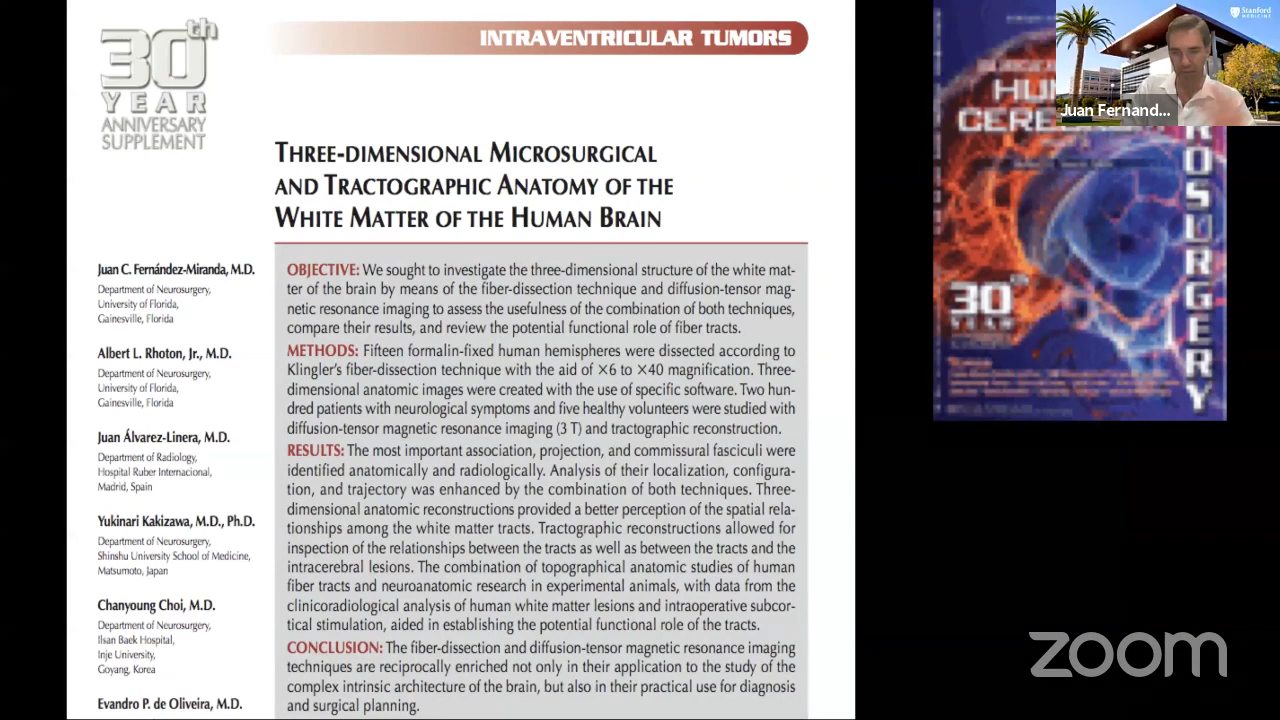 30th
YEAR
ANNIVERSARY
SUPPLEMENT
INTRAVENTRICULAR TUMORS
THREE-DIMENSIONAL MICROSURGICAL
AND TRACTOGRAPHIC ANATOMY OF THE
WHITE MATTER OF THE HUMAN BRAIN
Juan C. Fernández-Miranda, M.D.
Department of Neurosurgery,
University of Florida,
Gainesville, Florida
Albert L. Rhoton, Jr., M.D.
Department of Neurosurgery,
University of Florida,
Gainesville, Florida
Juan Álvarez-Linera, M.D.
Department of Radiology,
Hospital Ruber Internacional,
Madrid, Spain
Yukinari Kakizawa, M.D., Ph.D.
Department of Neurosurgery,
Shinshu University School of Medicine,
Matsumoto, Japan
Chanyoung Choi, M.D.
Department of Neurosurgery,
Ilsan Baek Hospital,
Inje University,
Goyang, Korea
Evandro P. de Oliveira, M.D.
OBJECTIVE: We sought to investigate the three-dimensional structure of the white mat-
ter of the brain by means of the fiber-dissection technique and diffusion-tensor mag-
netic resonance imaging to assess the usefulness of the combination of both techniques,
compare their results, and review the potential functional role of fiber tracts.
METHODS: Fifteen formalin-fixed human hemispheres were dissected according to
Klingler's fiber-dissection technique with the aid of ×6 to ×40 magnification. Three-
dimensional anatomic images were created with the use of specific software. Two hun-
dred patients with neurological symptoms and five healthy volunteers were studied with
diffusion-tensor magnetic resonance imaging (3 T) and tractographic reconstruction.
RESULTS: The most important association, projection, and commissural fasciculi were
identified anatomically and radiologically. Analysis of their localization, configura-
tion, and trajectory was enhanced by the combination of both techniques. Three-
dimensional anatomic reconstructions provided a better perception of the spatial rela-
tionships among the white matter tracts. Tractographic reconstructions allowed for
inspection of the relationships between the tracts as well as between the tracts and the
intracerebral lesions. The combination of topographical anatomic studies of human
fiber tracts and neuroanatomic research in experimental animals, with data from the
clinicoradiological analysis of human white matter lesions and intraoperative subcor-
tical stimulation, aided in establishing the potential functional role of the tracts.
CONCLUSION: The fiber-dissection and diffusion-tensor magnetic resonance imaging
techniques are reciprocally enriched not only in their application to the study of the
complex intrinsic architecture of the brain, but also in their practical use for diagnosis
and surgical planning.
Stanford
MEDICINE
Juan Fernand...
HU
CEREB
ROSURGERY
30th
YEAR
zoom